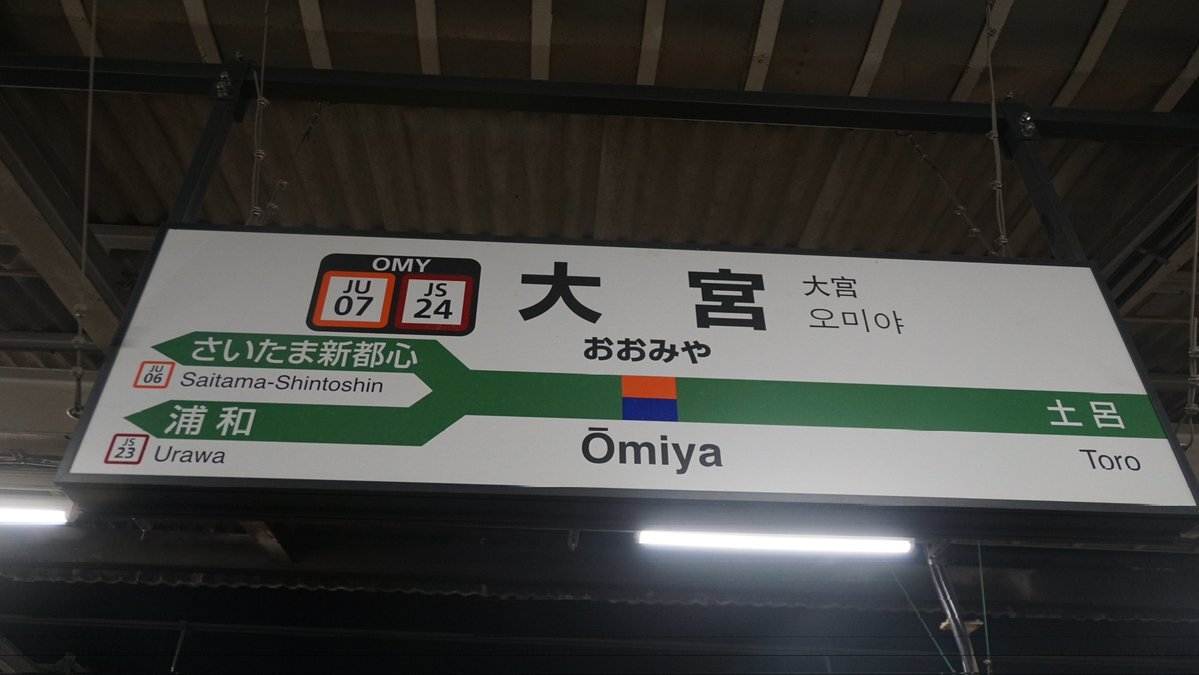 OMY
JU 07
JS 24
大宮
大宮
오미야
おおみや
さいたま新都心
JU 06
Saitama-Shintoshin
浦和
JS 23
Urawa
Ōmiya
土呂
Toro